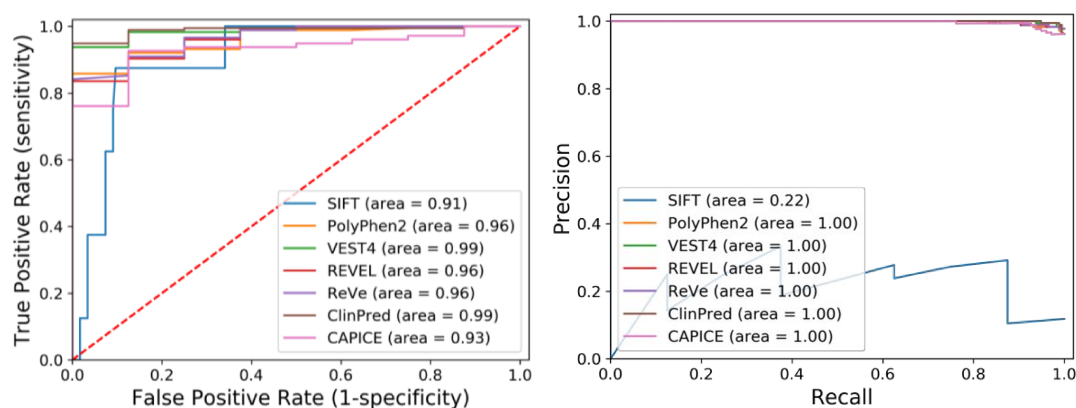 1.0
0.8
0.6
0.4
0.2
0.0
True Positive Rate (sensitivity)
SIFT (area = 0.91)
PolyPhen2 (area = 0.96)
VEST4 (area = 0.99)
REVEL (area = 0.96)
ReVe (area = 0.96)
ClinPred (area = 0.99)
CAPICE (area = 0.93)
0.0 0.2 0.4 0.6 0.8 1.0
False Positive Rate (1-specificity)
1.0
0.8
0.6
0.4
0.2
0.0
Precision
SIFT (area = 0.22)
PolyPhen2 (area = 1.00)
VEST4 (area = 1.00)
REVEL (area = 1.00)
ReVe (area = 1.00)
ClinPred (area = 1.00)
CAPICE (area = 1.00)
0.0 0.2 0.4 0.6 0.8 1.0
Recall